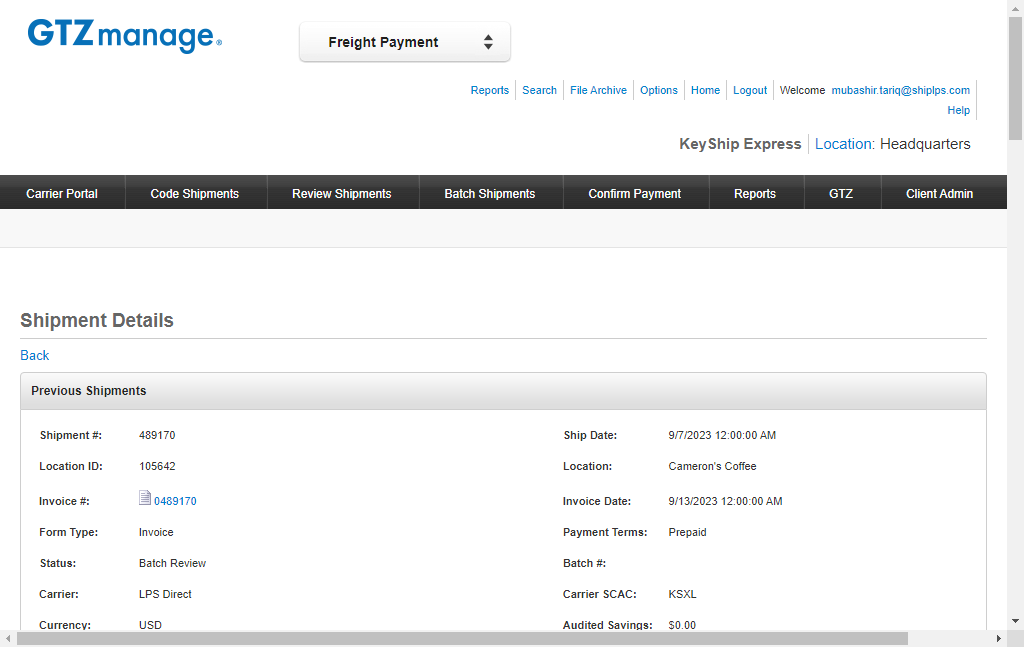 GTZmanage®
Freight Payment
Reports Search File Archive Options Home Logout Welcome mubashir.tariq@shiplps.com
Help
KeyShip Express Location: Headquarters
Carrier Portal Code Shipments Review Shipments Batch Shipments Confirm Payment Reports GTZ Client Admin
Shipment Details
Back
Previous Shipments
Shipment #: 489170 Ship Date: 9/7/2023 12:00:00 AM
Location ID: 105642 Location: Cameron's Coffee
Invoice #: 0489170 Invoice Date: 9/13/2023 12:00:00 AM
Form Type: Invoice Payment Terms: Prepaid
Status: Batch Review Batch #:
Carrier: LPS Direct Carrier SCAC: KSXL
Currency: USD Audited Savings: $0.00